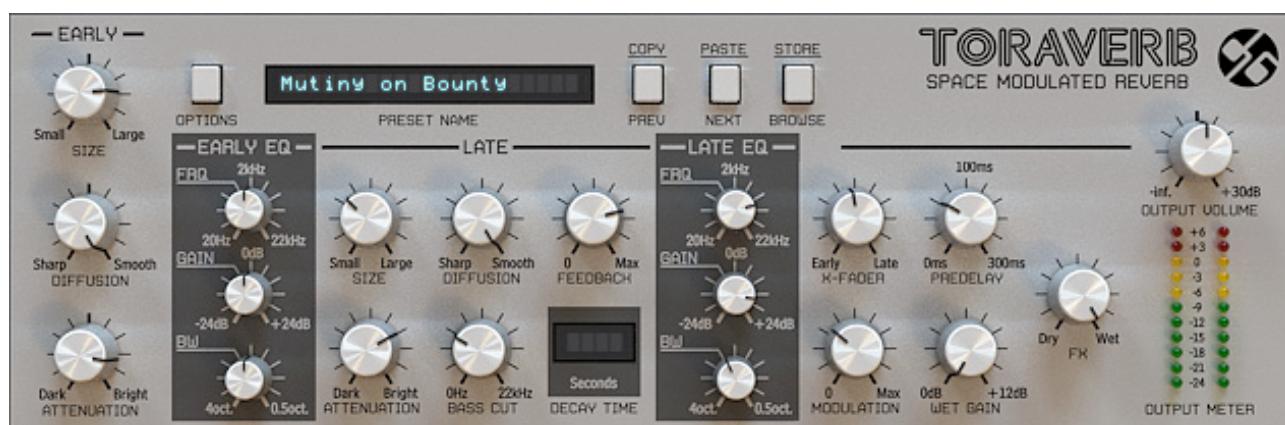 EARLY
Small Large
SIZE
Sharp Smooth
DIFFUSION
Dark Bright
ATTENUATION
OPTIONS
Mutiny on Bounty
PRESET NAME
COPY
PREV
PASTE
NEXT
STORE
BROWSE
TORAVERB
SPACE MODULATED REVERB
EARLY EQ
FRQ
2kHz
20Hz 22kHz
GAIN
0dB
-24dB +24dB
BW
4oct. 0.5oct.
LATE
Small Large
SIZE
Sharp Smooth
DIFFUSION
0 Max
FEEDBACK
Dark Bright
ATTENUATION
0Hz 22kHz
BASS CUT
Seconds
DECAY TIME
LATE EQ
FRQ
2kHz
20Hz 22kHz
GAIN
0dB
-24dB +24dB
BW
4oct. 0.5oct.
Early Late
X-FADER
100ms
0ms 300ms
PREDELAY
0 Max
MODULATION
0dB +12dB
WET GAIN
Dry Wet
FX
-inf. +30dB
OUTPUT VOLUME
+6
+3
0
-3
-6
-9
-12
-15
-18
-21
-24
OUTPUT METER